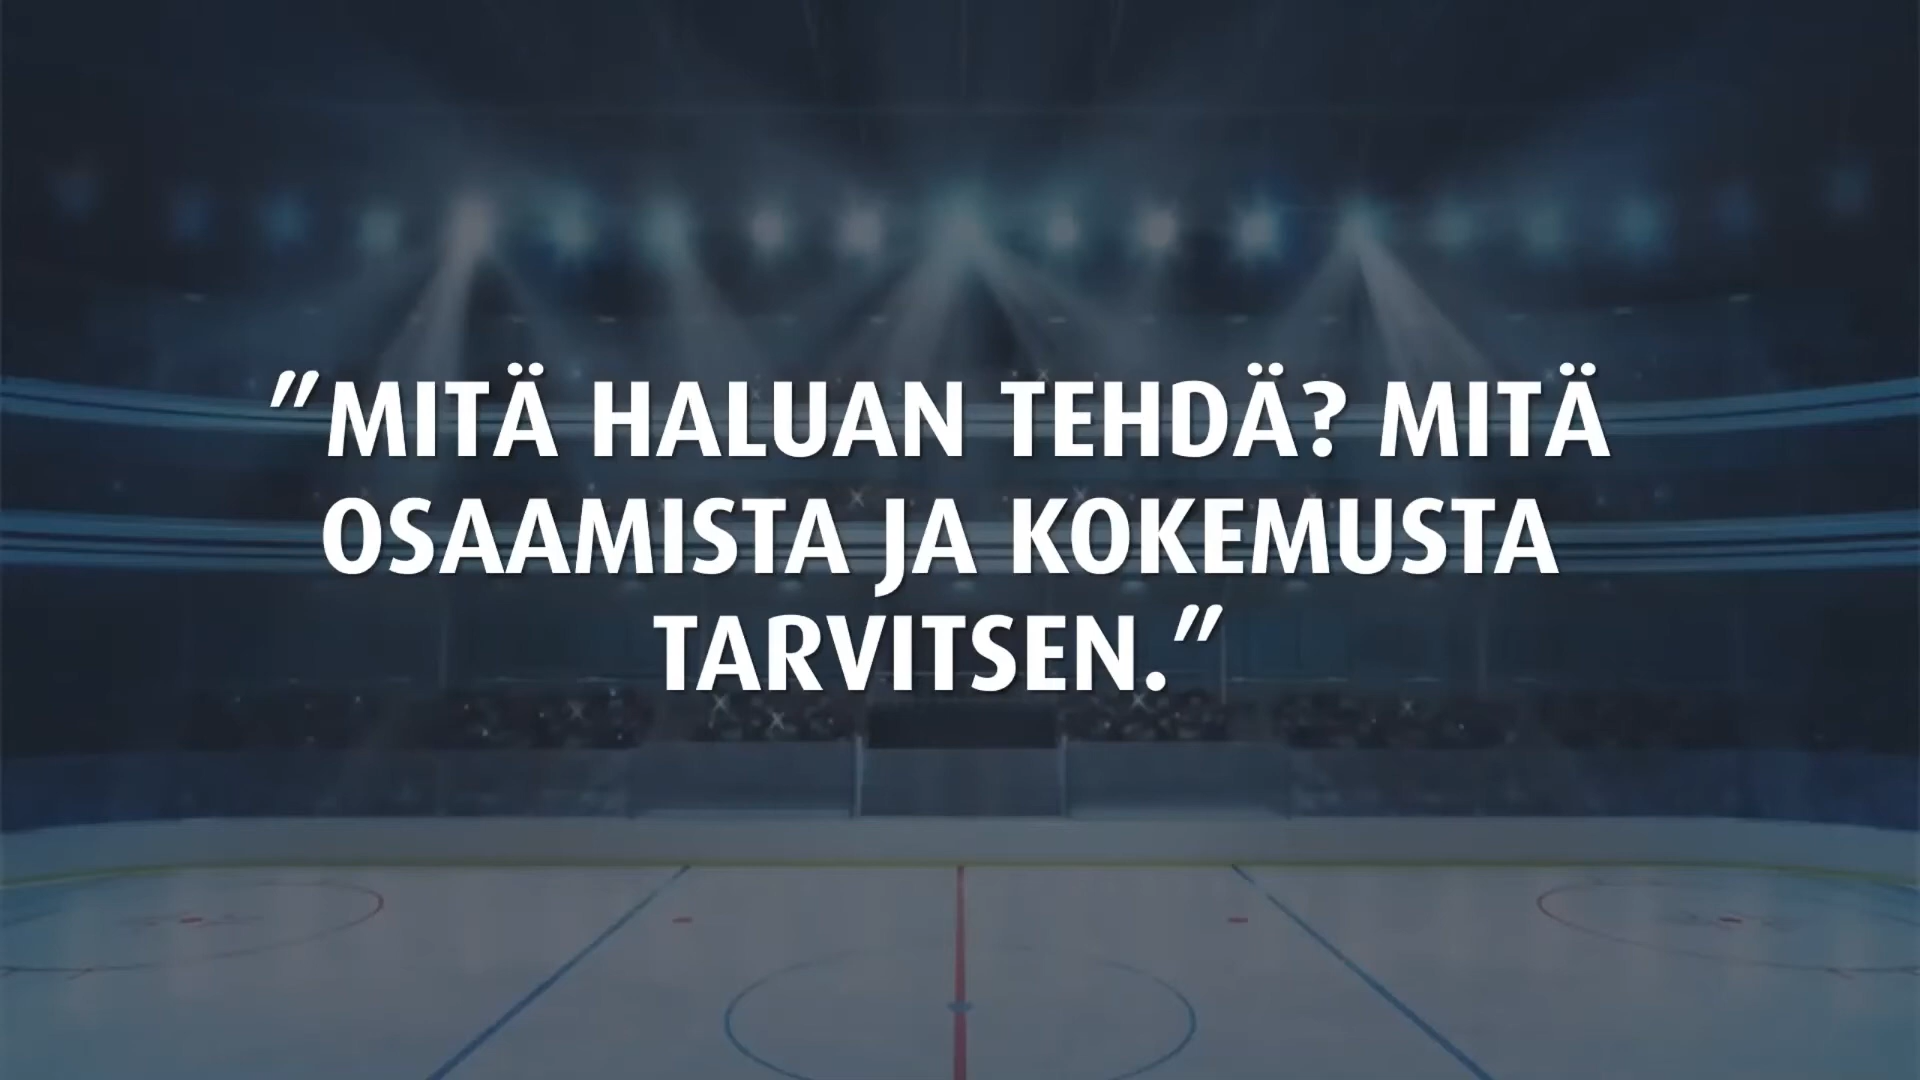 ”MITÄ HALUAN TEHDÄ? MITÄ
OSAAMISTA JA KOKEMUSTA
TARVITSEN.”